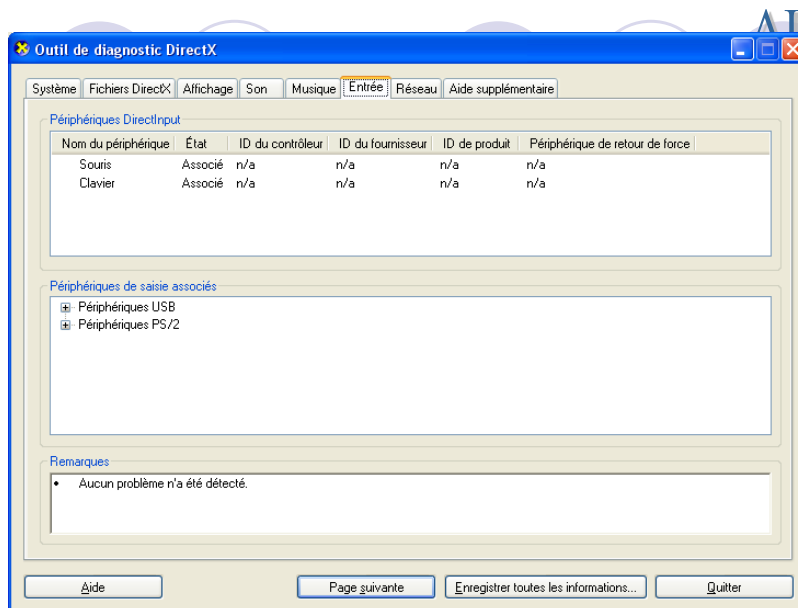 Outil de diagnostic DirectX
Système Fichiers DirectX Affichage Son Musique Entrée Réseau Aide supplémentaire
Périphériques DirectInput
Nom du périphérique État ID du contrôleur ID du fournisseur ID de produit Périphérique de retour de force
Souris Associé n/a n/a n/a n/a
Clavier Associé n/a n/a n/a n/a
Périphériques de saisie associés
Périphériques USB
Périphériques PS/2
Remarques
• Aucun problème n'a été détecté.
Aide Page suivante Enregistrer toutes les informations... Quitter